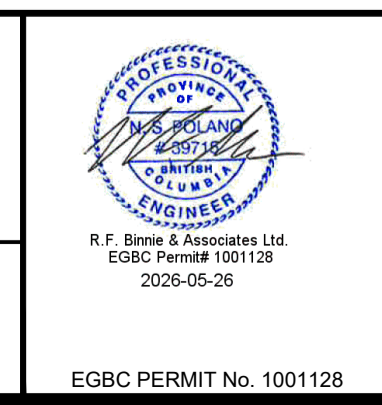 PROFESSIONAL
PROVINCE
OF
N. S. POLANO
# 39718
BRITISH
COLUMBIA
ENGINEER
R.F. Binnie & Associates Ltd.
EGBC Permit# 1001128
2026-05-26
EGBC PERMIT No. 1001128